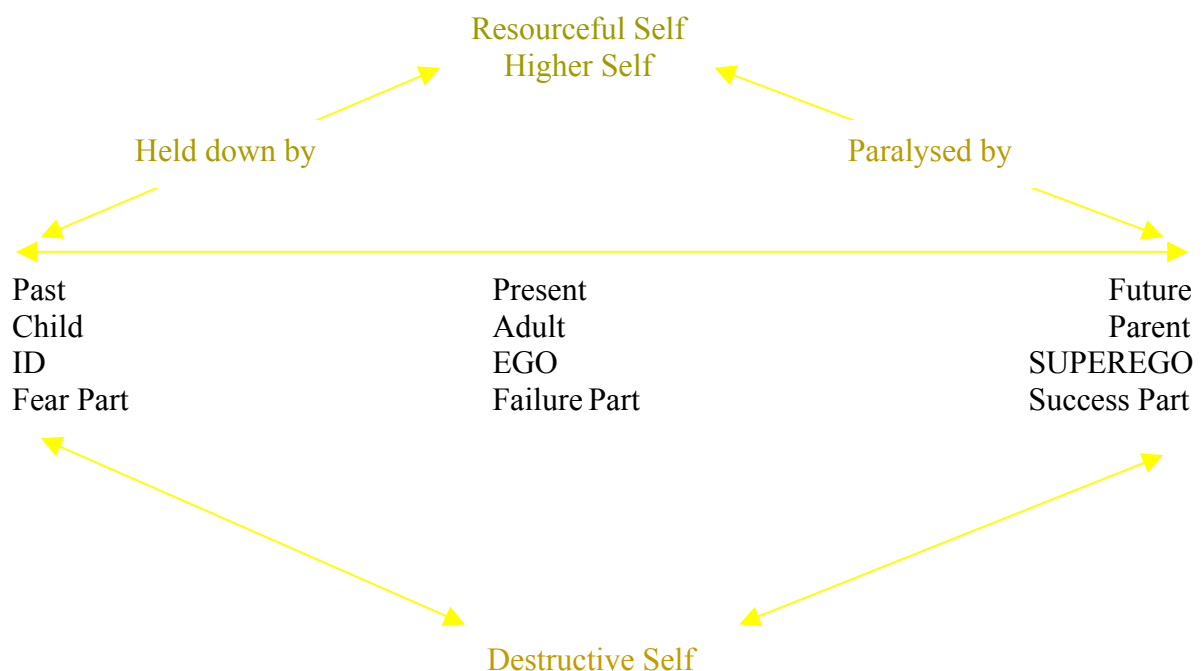 Resourceful Self
Higher Self
Held down by Paralysed by
Past Present Future
Child Adult Parent
ID EGO SUPEREGO
Fear Part Failure Part Success Part
Destructive Self